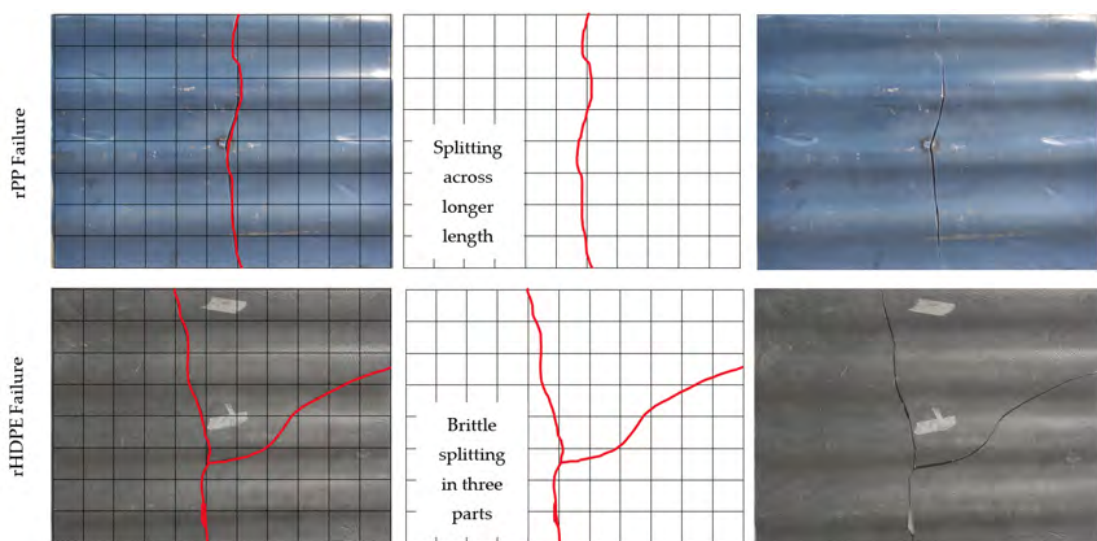 rPP Failure
Splitting
across
longer
length
rHDPE Failure
Brittle
splitting
in three
parts